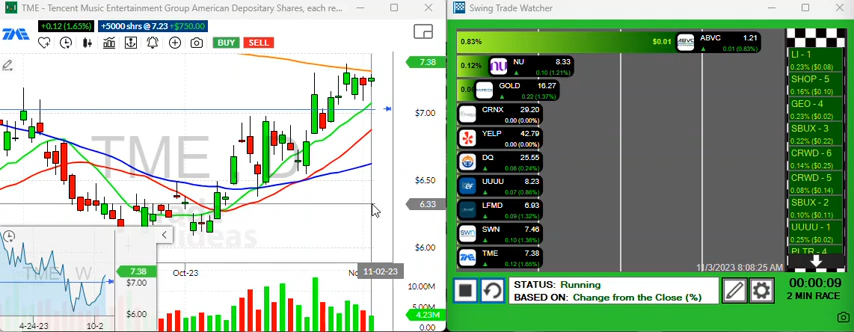 TME - Tencent Music Entertainment Group American Depositary Shares, each re...
+0.12 (1.65%)
+5000 shrs @ 7.23 +$750.00
TME
BUY
SELL
7.38
$7.00
$6.50
6.33
$6.00
TME, D
Trade
Ideas
Oct-23
11-02-23
TME, W
7.38
$7.00
$6.00
4-24-23
10-2
10.00M
4.23M
0.00
Swing Trade Watcher
0.83%
$0.01
ABVC 1.21
0.01 (0.83%)
0.12%
NU 8.33
0.10 (1.21%)
GOLD 16.27
0.22 (1.37%)
CRNX 29.20
0.00 (0.00%)
YELP 42.79
0.00 (0.00%)
DQ 25.55
0.06 (0.24%)
UUUU 8.23
0.07 (0.86%)
LFMD 6.93
0.09 (1.32%)
SWN 7.46
0.10 (1.36%)
TME 7.38
0.12 (1.65%)
LI - 1
0.23% ($0.08)
SHOP - 5
0.16% ($0.10)
GEO - 4
0.23% ($0.02)
SBUX - 3
0.22% ($0.22)
CRWD - 6
0.14% ($0.25)
CRWD - 5
0.08% ($0.14)
SBUX - 2
0.10% ($0.11)
UUUU - 1
0.25% ($0.02)
PLTR - 4
11/3/2023 8:08:25 AM
STATUS: Running
BASED ON: Change from the Close (%)
00:00:09
2 MIN RACE